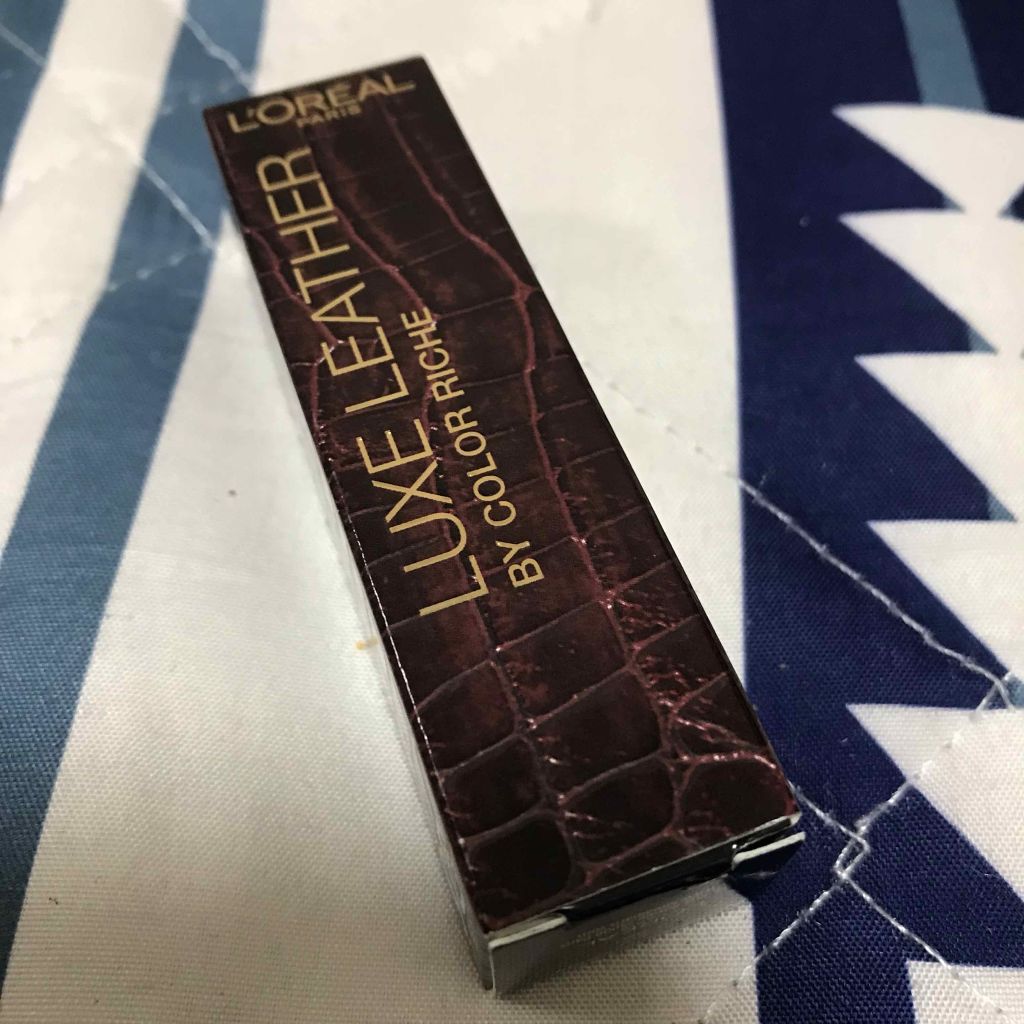 L'ORÉAL
PARIS
LUXE LEATHER
BY COLOR RICHE